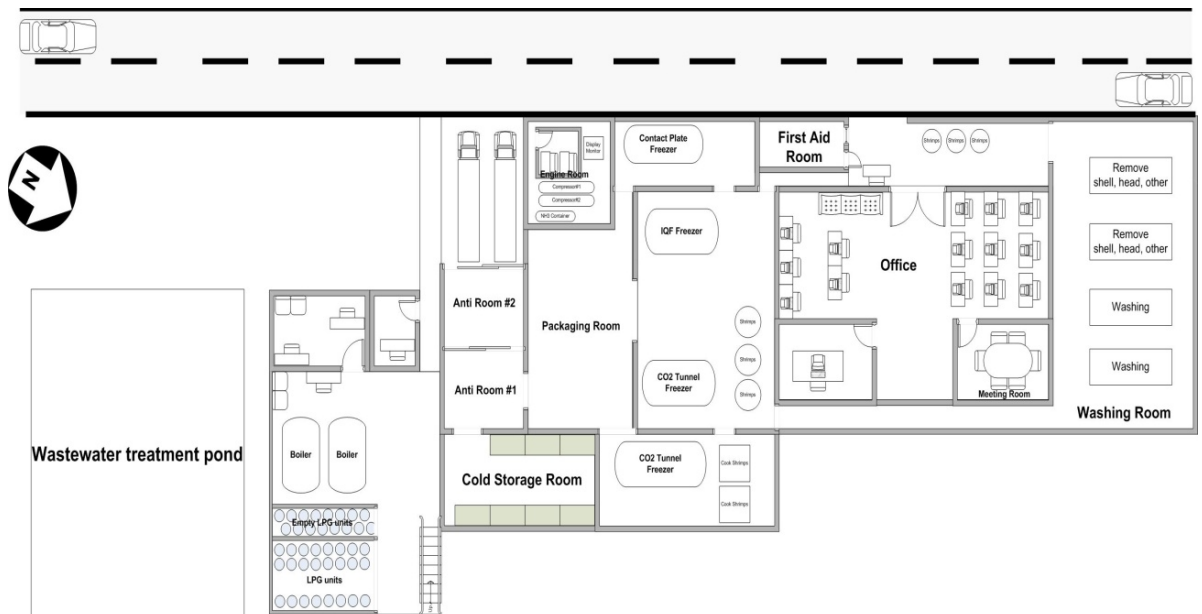 N
Contact Plate
Freezer
First Aid
Room
Shrimps
Shrimps
Shrimps
Display
Monitor
Engine Room
Compressor#1
Compressor#2
NH3 Container
Remove
shell, head, other
Remove
shell, head, other
IQF Freezer
Office
Anti Room #2
Packaging Room
Shrimps
Washing
Shrimps
Washing
CO2 Tunnel
Freezer
Anti Room #1
Shrimps
Meeting Room
Washing Room
Wastewater treatment pond
Boiler
Boiler
CO2 Tunnel
Freezer
Cook Shrimps
Cold Storage Room
Cook Shrimps
Empty LPG units
LPG units
Up